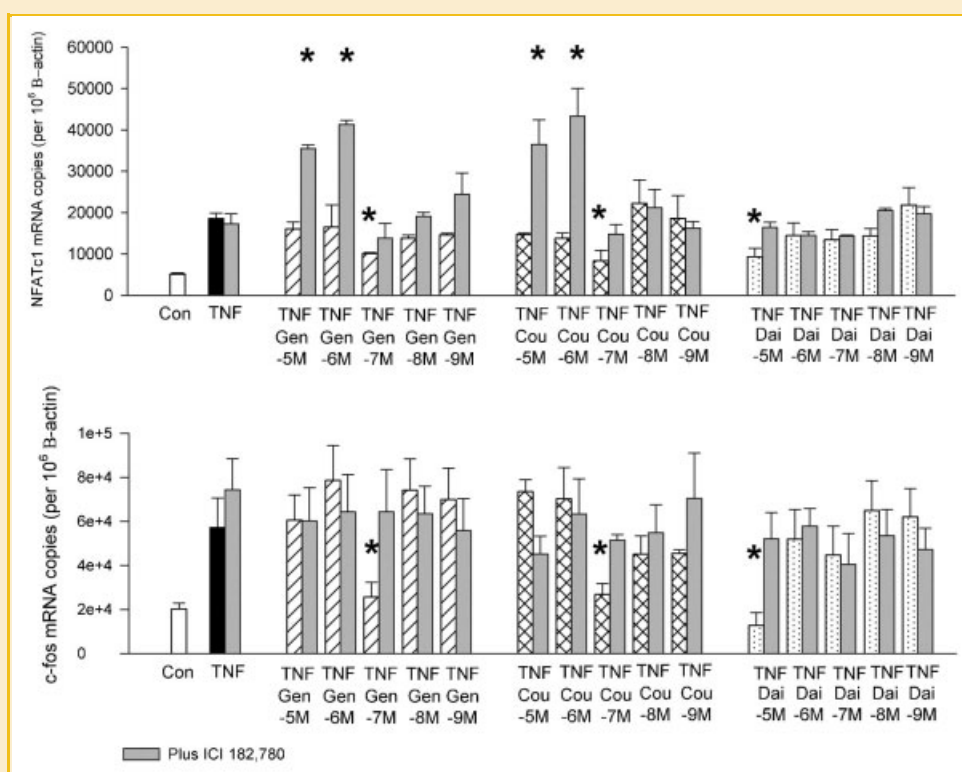 NFATc1 mRNA copies (per 10⁶ B-actin)
60000
50000
40000
30000
20000
10000
0
* * * * * * *
Con TNF TNF TNF TNF TNF TNF TNF TNF TNF TNF TNF TNF TNF TNF TNF TNF
Gen Gen Gen Gen Gen Cou Cou Cou Cou Cou Dai Dai Dai Dai Dai
-5M -6M -7M -8M -9M -5M -6M -7M -8M -9M -5M -6M -7M -8M -9M
c-fos mRNA copies (per 10⁶ B-actin)
1e+5
8e+4
6e+4
4e+4
2e+4
0
* * *
Con TNF TNF TNF TNF TNF TNF TNF TNF TNF TNF TNF TNF TNF TNF TNF TNF
Gen Gen Gen Gen Gen Cou Cou Cou Cou Cou Dai Dai Dai Dai Dai
-5M -6M -7M -8M -9M -5M -6M -7M -8M -9M -5M -6M -7M -8M -9M
Plus ICI 182,780